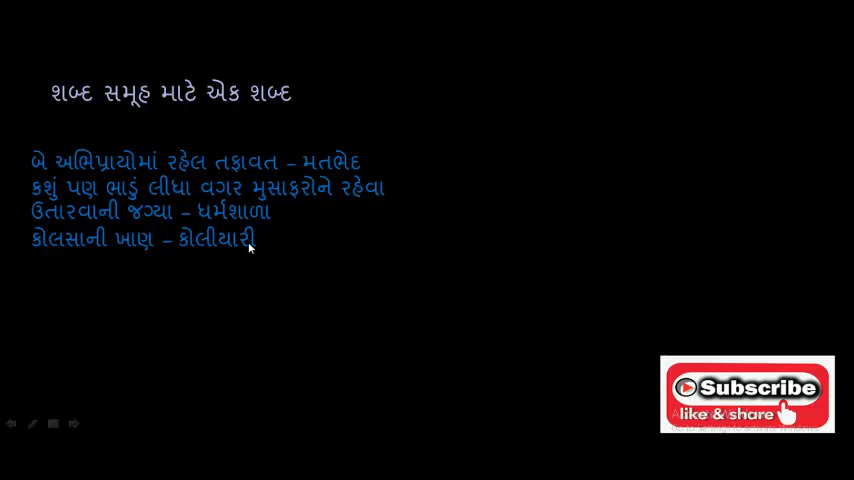 શબ્દ સમૂહ માટે એક શબ્દ
બે અભિપ્રાયોમાં રહેલ તફાવત – મતભેદ
કશું પણ ભાડું લીધા વગર મુસાફરોને રહેવા
ઉતારવાની જગ્યા – ધર્મશાળા
કોલસાની ખાણ – કોલીયારી
Subscribe
like & share